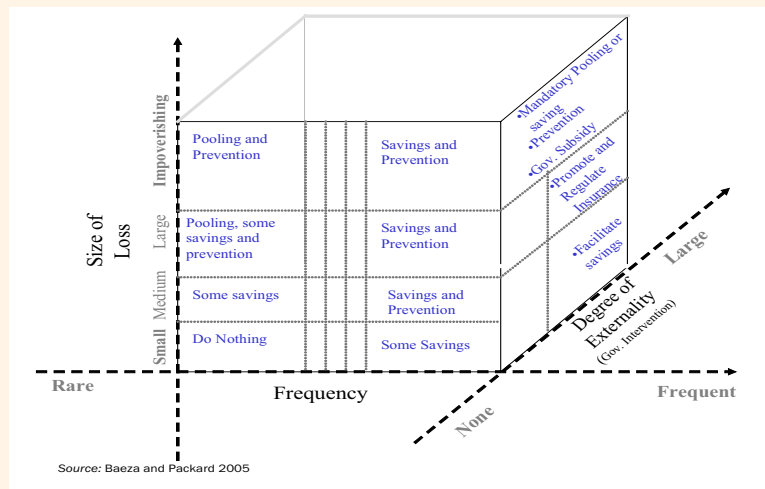 •Mandatory Pooling or
saving
•Prevention
•Gov. Subsidy
•Promote and
Regulate
Insurance
•Facilitate
savings
Impoverishing
Pooling and
Prevention
Savings and
Prevention
Size of
Loss
Large
Pooling, some
savings and
prevention
Savings and
Prevention
Medium
Some savings
Savings and
Prevention
Small
Do Nothing
Some Savings
Large
Degree of
Externality
(Gov. Intervention)
None
Rare
Frequency
Frequent
Source: Baeza and Packard 2005